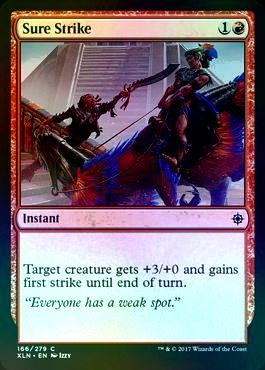 Sure Strike 1
Instant
Target creature gets +3/+0 and gains
first strike until end of turn.
“Everyone has a weak spot.”
166/279 C
XLN • EN Izzy
™ & © 2017 Wizards of the Coast